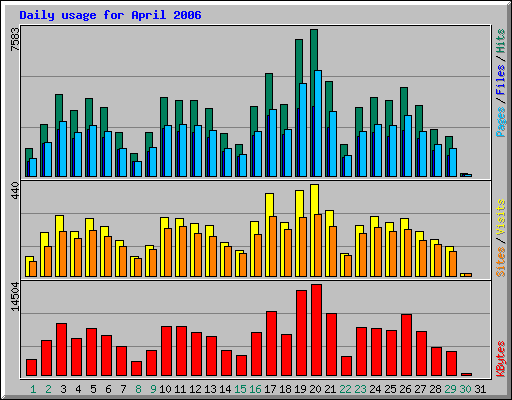 Daily usage for April 2006
7583
Pages / Files / Hits
440
Sites / Visits
14504
KBytes
1 2 3 4 5 6 7 8 9 10 11 12 13 14 15 16 17 18 19 20 21 22 23 24 25 26 27 28 29 30 31